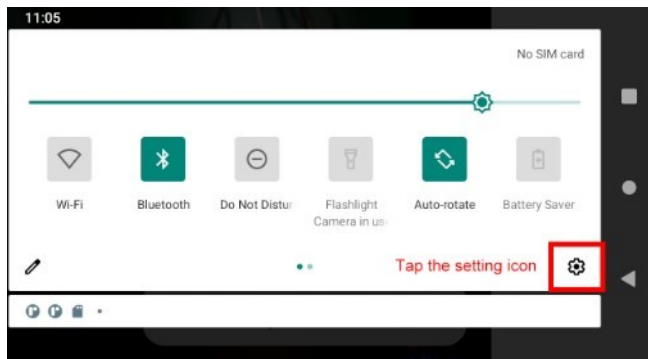 11:05
No SIM card
Wi-Fi
Bluetooth
Do Not Distur
Flashlight
Camera in us
Auto-rotate
Battery Saver
Tap the setting icon